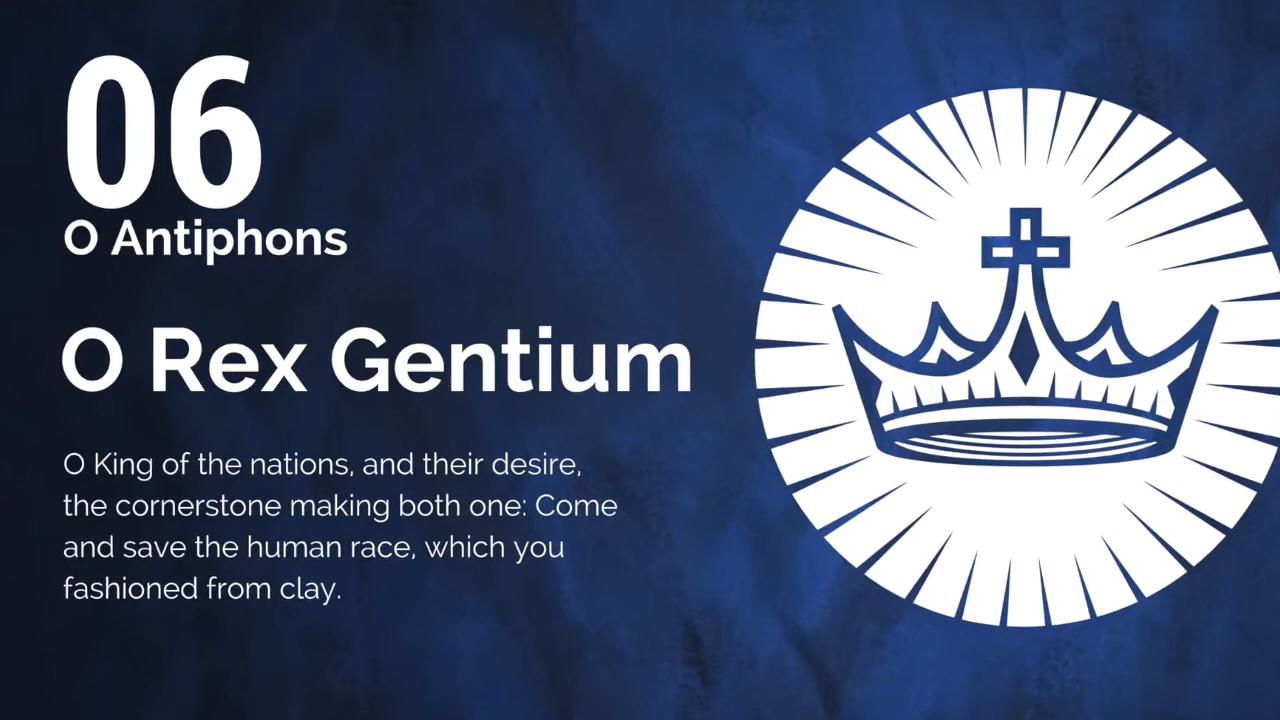 06
O Antiphons
O Rex Gentium
O King of the nations, and their desire,
the cornerstone making both one: Come
and save the human race, which you
fashioned from clay.